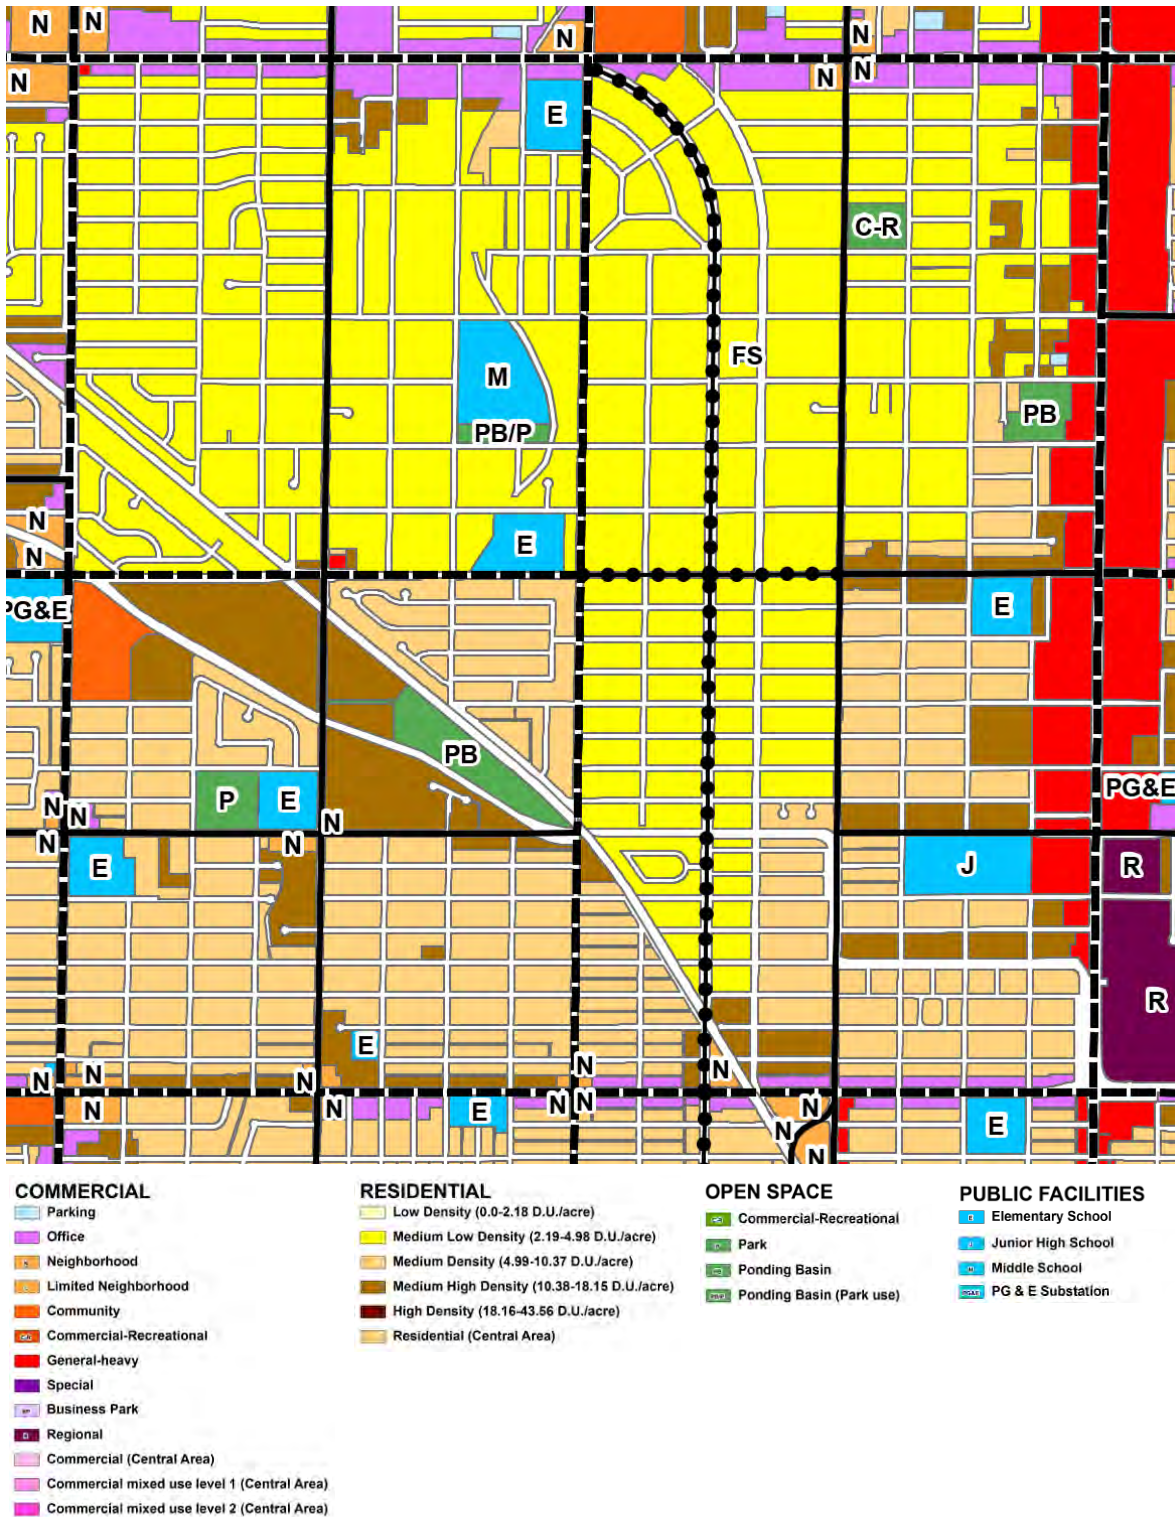 N
N
N
N
N
N
N
E
C-R
FS
M
PB/P
PB
N
N
E
PG&E
E
PB
P
E
PG&E
N
N
N
N
N
E
J
R
R
E
N
N
N
N
N
N
N
E
N
N
N
N
E
N
COMMERCIAL
Parking
Office
Neighborhood
Limited Neighborhood
Community
Commercial-Recreational
General-heavy
Special
Business Park
Regional
Commercial (Central Area)
Commercial mixed use level 1 (Central Area)
Commercial mixed use level 2 (Central Area)
RESIDENTIAL
Low Density (0.0-2.18 D.U./acre)
Medium Low Density (2.19-4.98 D.U./acre)
Medium Density (4.99-10.37 D.U./acre)
Medium High Density (10.38-18.15 D.U./acre)
High Density (18.16-43.56 D.U./acre)
Residential (Central Area)
OPEN SPACE
Commercial-Recreational
Park
Ponding Basin
Ponding Basin (Park use)
PUBLIC FACILITIES
Elementary School
Junior High School
Middle School
PG & E Substation